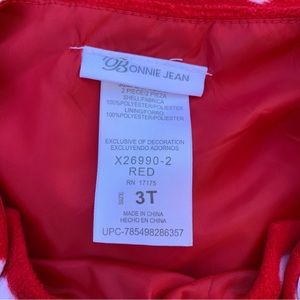 BONNIE JEAN
2 PIECE/2 PIEZA
SHELL/FABRICA
100%POLYESTER/POLIESTER
LINING/FORRO
100%POLYESTER/POLIESTER
EXCLUSIVE OF DECORATION
EXCLUYENDO ADORNOS
X26990-2
RED
RN 17175
SIZE: 3T
MADE IN CHINA
HECHO EN CHINA
UPC-785498286357